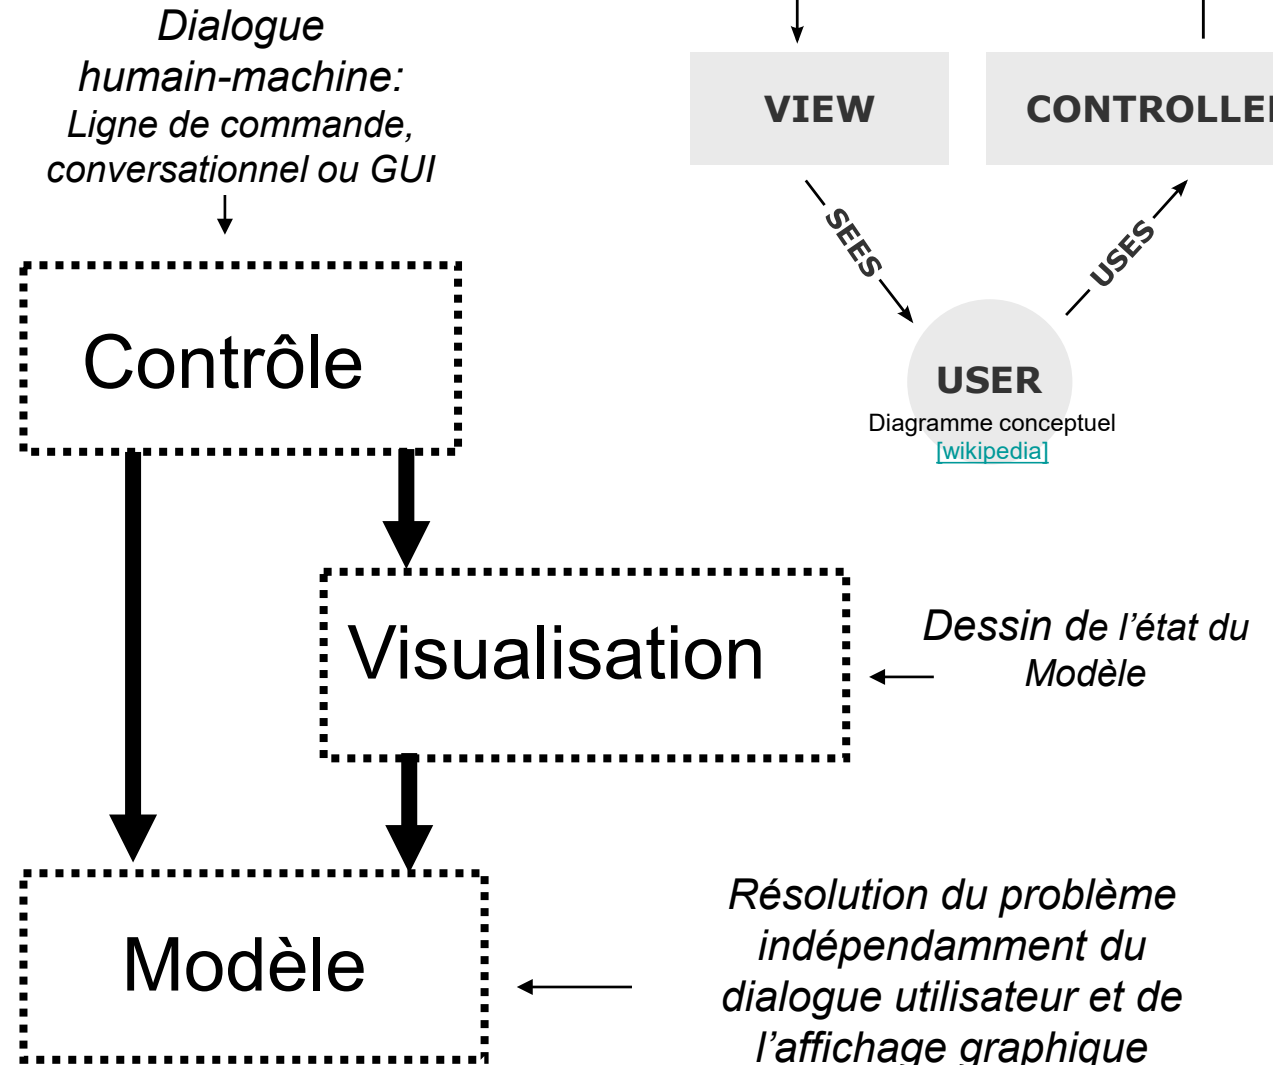 Dialogue
humain-machine:
Ligne de commande,
conversationnel ou GUI
Contrôle
Visualisation
Dessin de l'état du
Modèle
Modèle
Résolution du problème
indépendamment du
dialogue utilisateur et de
l'affichage graphique
VIEW
CONTROLLER
SEES
USES
USER
Diagramme conceptuel
[wikipedia]